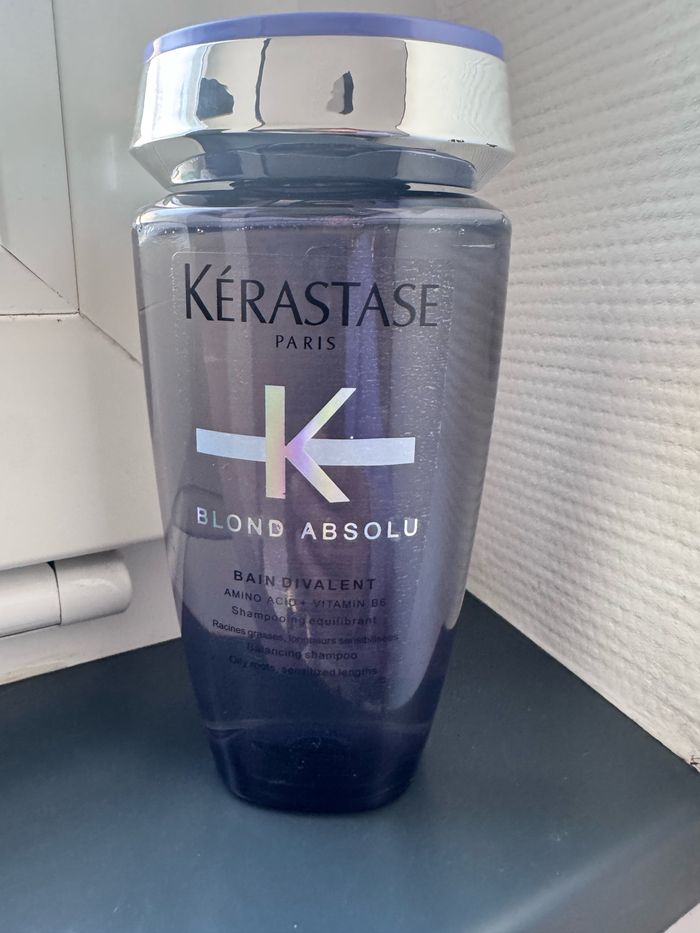 KÉRASTASE
PARIS
K
BLOND ABSOLU
BAIN DIVALENT
AMINO ACID + VITAMIN B6
Shampooing équilibrant
Racines grasses, longueurs sensibilisées
Balancing shampoo
Oily roots, sensitized lengths